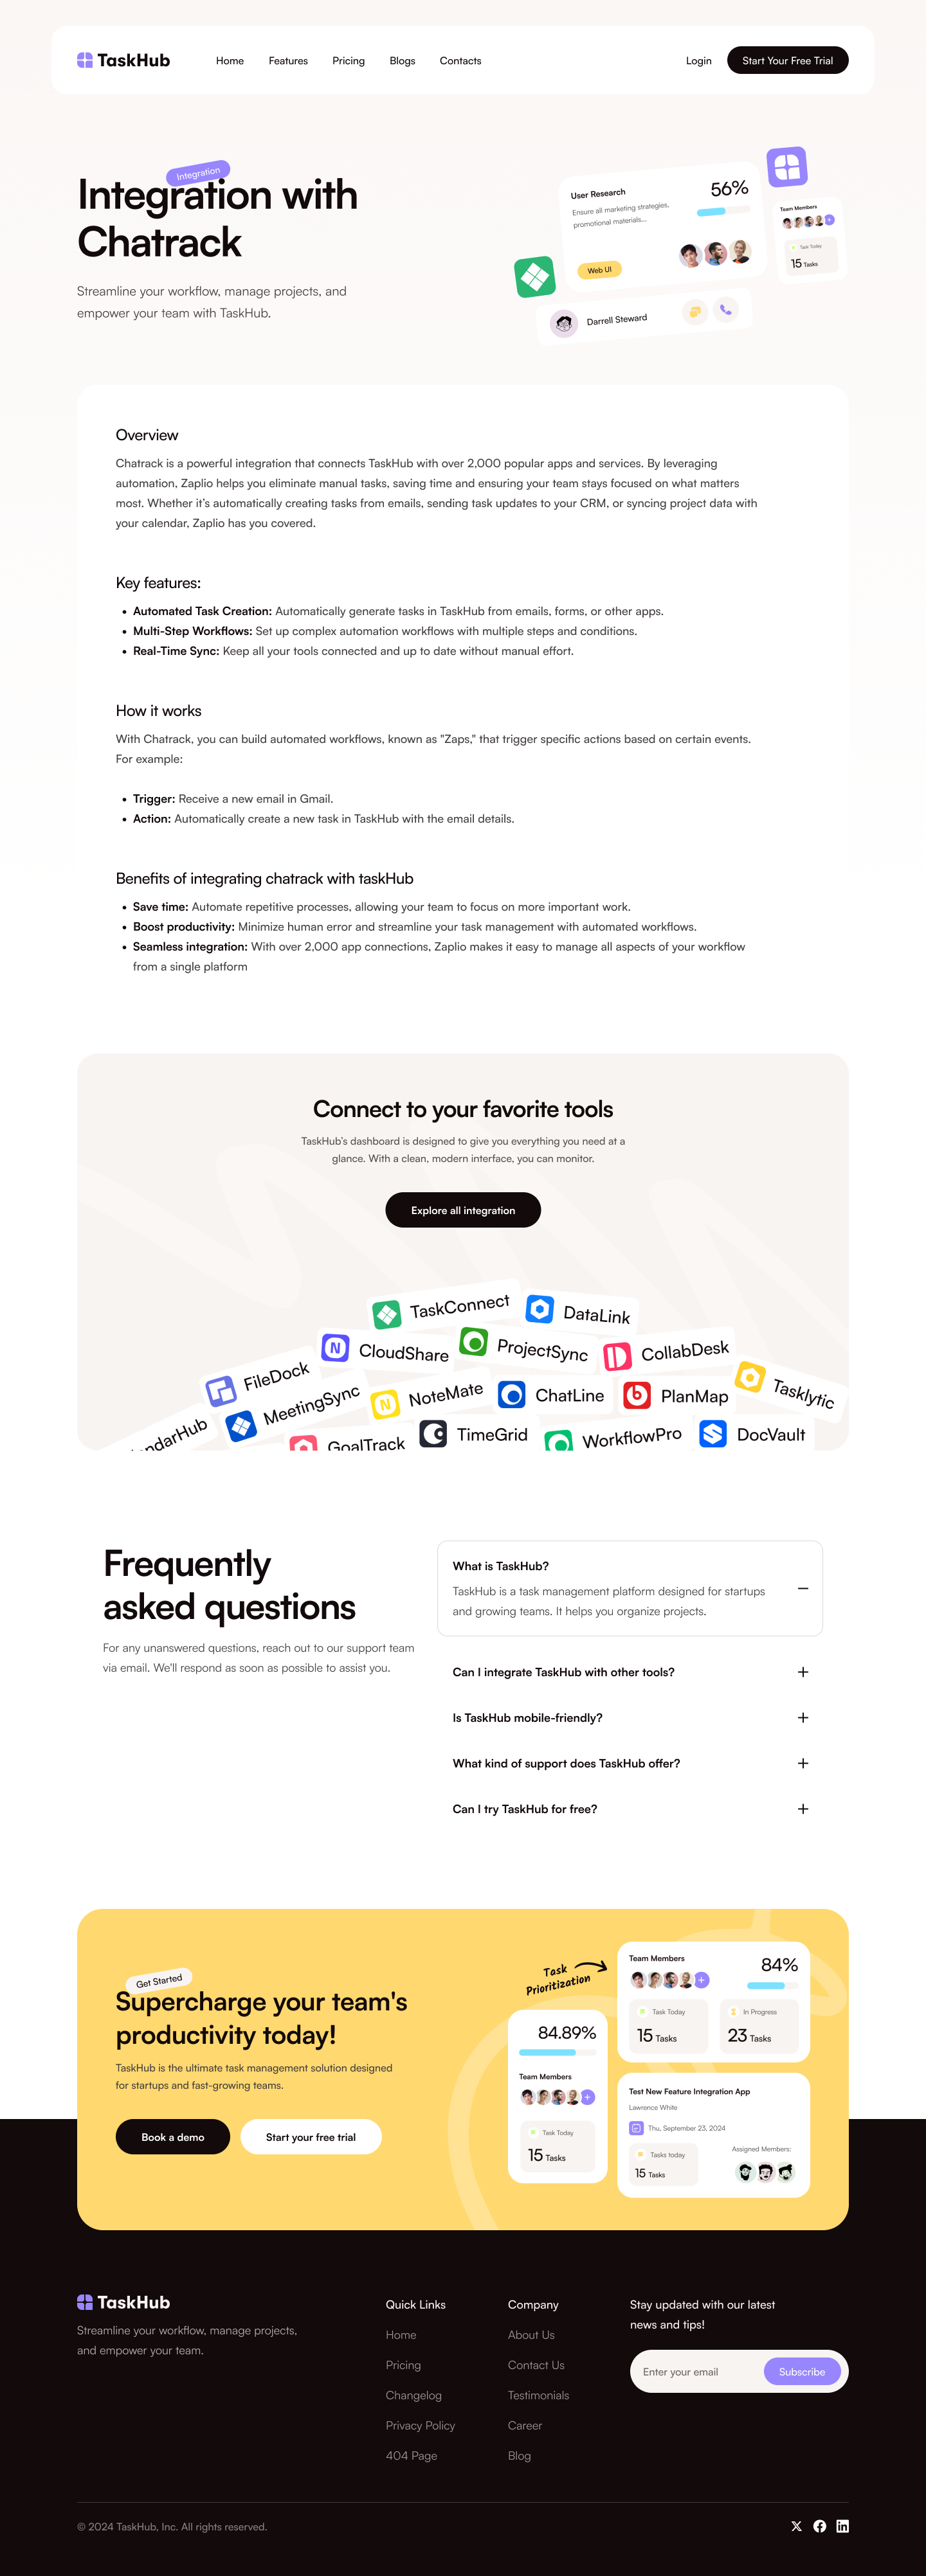 TaskHub
Home
Features
Pricing
Blogs
Contacts
Login
Start Your Free Trial
Integration
Integration with
Chatrack
Streamline your workflow, manage projects, and
empower your team with TaskHub.
User Research
Ensure all marketing strategies,
promotional materials...
56%
Web UI
Team Members
Task Today
15 Tasks
Darrell Steward
Overview
Chatrack is a powerful integration that connects TaskHub with over 2,000 popular apps and services. By leveraging
automation, Zaplio helps you eliminate manual tasks, saving time and ensuring your team stays focused on what matters
most. Whether it’s automatically creating tasks from emails, sending task updates to your CRM, or syncing project data with
your calendar, Zaplio has you covered.
Key features:
• Automated Task Creation: Automatically generate tasks in TaskHub from emails, forms, or other apps.
• Multi-Step Workflows: Set up complex automation workflows with multiple steps and conditions.
• Real-Time Sync: Keep all your tools connected and up to date without manual effort.
How it works
With Chatrack, you can build automated workflows, known as "Zaps," that trigger specific actions based on certain events.
For example:
• Trigger: Receive a new email in Gmail.
• Action: Automatically create a new task in TaskHub with the email details.
Benefits of integrating chatrack with taskHub
• Save time: Automate repetitive processes, allowing your team to focus on more important work.
• Boost productivity: Minimize human error and streamline your task management with automated workflows.
• Seamless integration: With over 2,000 app connections, Zaplio makes it easy to manage all aspects of your workflow
from a single platform
Connect to your favorite tools
TaskHub's dashboard is designed to give you everything you need at a
glance. With a clean, modern interface, you can monitor.
Explore all integration
TaskConnect
DataLink
CloudShare
ProjectSync
CollabDesk
FileDock
MeetingSync
NoteMate
ChatLine
PlanMap
Tasklytic
GoalTrack
TimeGrid
WorkflowPro
DocVault
Frequently
asked questions
For any unanswered questions, reach out to our support team
via email. We'll respond as soon as possible to assist you.
What is TaskHub?
TaskHub is a task management platform designed for startups
and growing teams. It helps you organize projects.
Can I integrate TaskHub with other tools?
Is TaskHub mobile-friendly?
What kind of support does TaskHub offer?
Can I try TaskHub for free?
Get Started
Supercharge your team's
productivity today!
TaskHub is the ultimate task management solution designed
for startups and fast-growing teams.
Book a demo
Start your free trial
Task
Prioritization
84.89%
Team Members
Task Today
15 Tasks
Team Members
84%
Task Today
15 Tasks
In Progress
23 Tasks
Test New Feature Integration App
Lawrence White
Thu, September 23, 2024
Tasks today
15 Tasks
Assigned Members:
TaskHub
Streamline your workflow, manage projects,
and empower your team.
Quick Links
Home
Pricing
Changelog
Privacy Policy
404 Page
Company
About Us
Contact Us
Testimonials
Career
Blog
Stay updated with our latest
news and tips!
Enter your email
Subscribe
© 2024 TaskHub, Inc. All rights reserved.